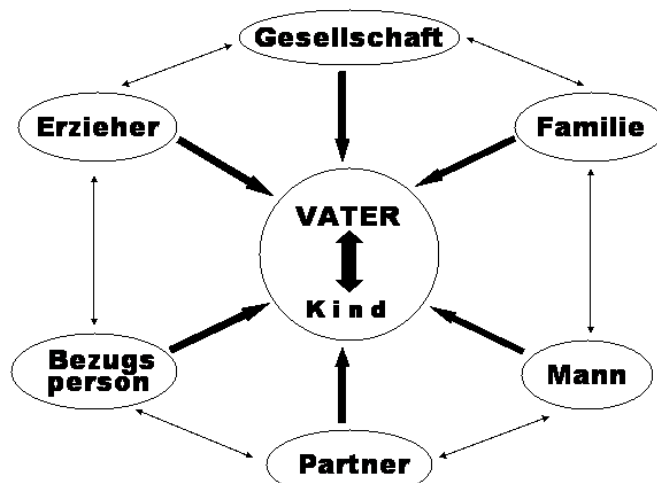 Gesellschaft
Erzieher
Familie
VATER
Kind
Bezugs
person
Mann
Partner